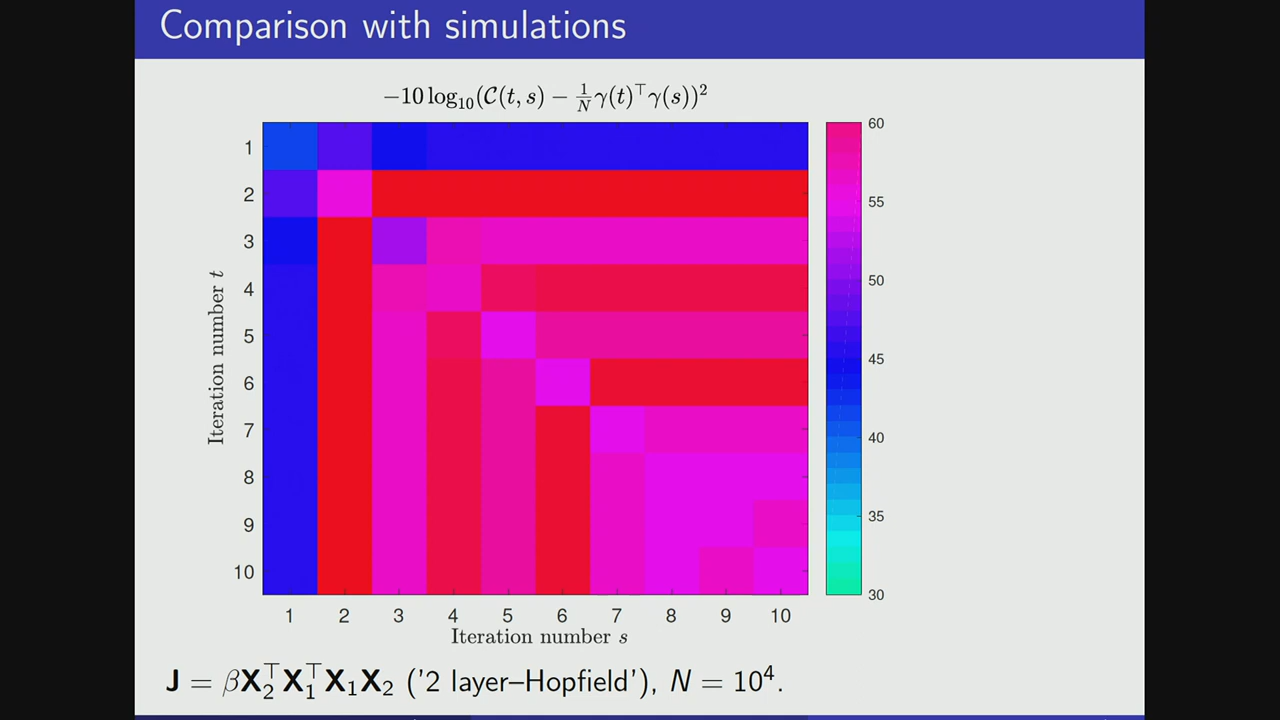 Comparison with simulations
−10 log₁₀(𝒞(t, s) − 1/N γ(t)⊤γ(s))²
60
1
2
55
3
50
Iteration number t
4
45
5
6
40
7
8
35
9
10
30
1 2 3 4 5 6 7 8 9 10
Iteration number s
J = βX₂⊤X₁⊤X₁X₂ ('2 layer–Hopfield'), N = 10⁴.